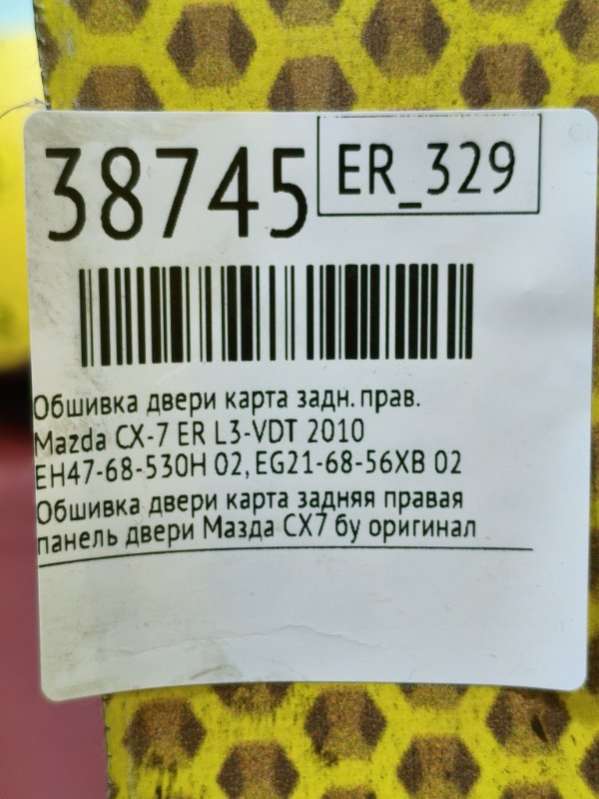 38745
ER_329
Обшивка двери карта задн. прав.
Mazda CX-7 ER L3-VDT 2010
EH47-68-530H 02, EG21-68-56XB 02
Обшивка двери карта задняя правая
панель двери Мазда СХ7 бу оригинал